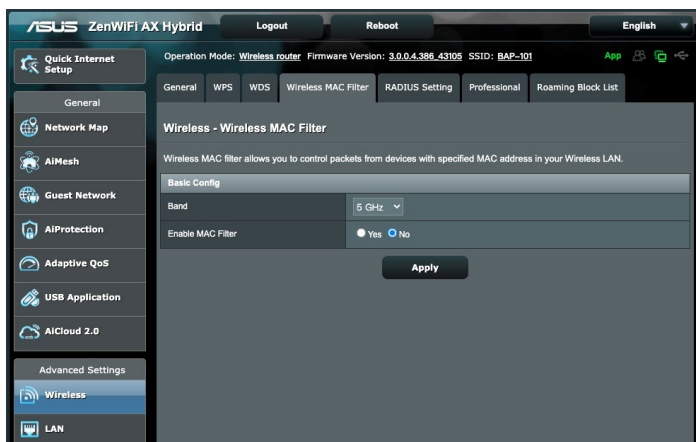 ASUS ZenWiFi AX Hybrid
Logout
Reboot
English
Quick Internet
Setup
Operation Mode: Wireless router Firmware Version: 3.0.0.4.386_43105 SSID: BAP-101
App
General
WPS
WDS
Wireless MAC Filter
RADIUS Setting
Professional
Roaming Block List
General
Network Map
AiMesh
Guest Network
AiProtection
Adaptive QoS
USB Application
AiCloud 2.0
Advanced Settings
Wireless
LAN
Wireless - Wireless MAC Filter
Wireless MAC filter allows you to control packets from devices with specified MAC address in your Wireless LAN.
Basic Config
Band
5 GHz
Enable MAC Filter
Yes No
Apply